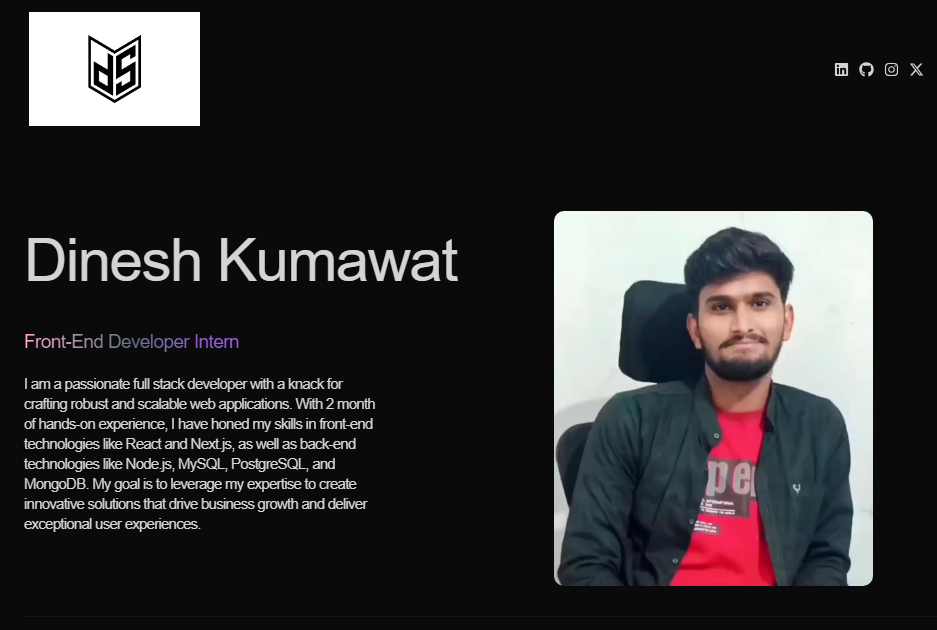 dS
Dinesh Kumawat
Front-End Developer Intern
I am a passionate full stack developer with a knack for
crafting robust and scalable web applications. With 2 month
of hands-on experience, I have honed my skills in front-end
technologies like React and Next.js, as well as back-end
technologies like Node.js, MySQL, PostgreSQL, and
MongoDB. My goal is to leverage my expertise to create
innovative solutions that drive business growth and deliver
exceptional user experiences.